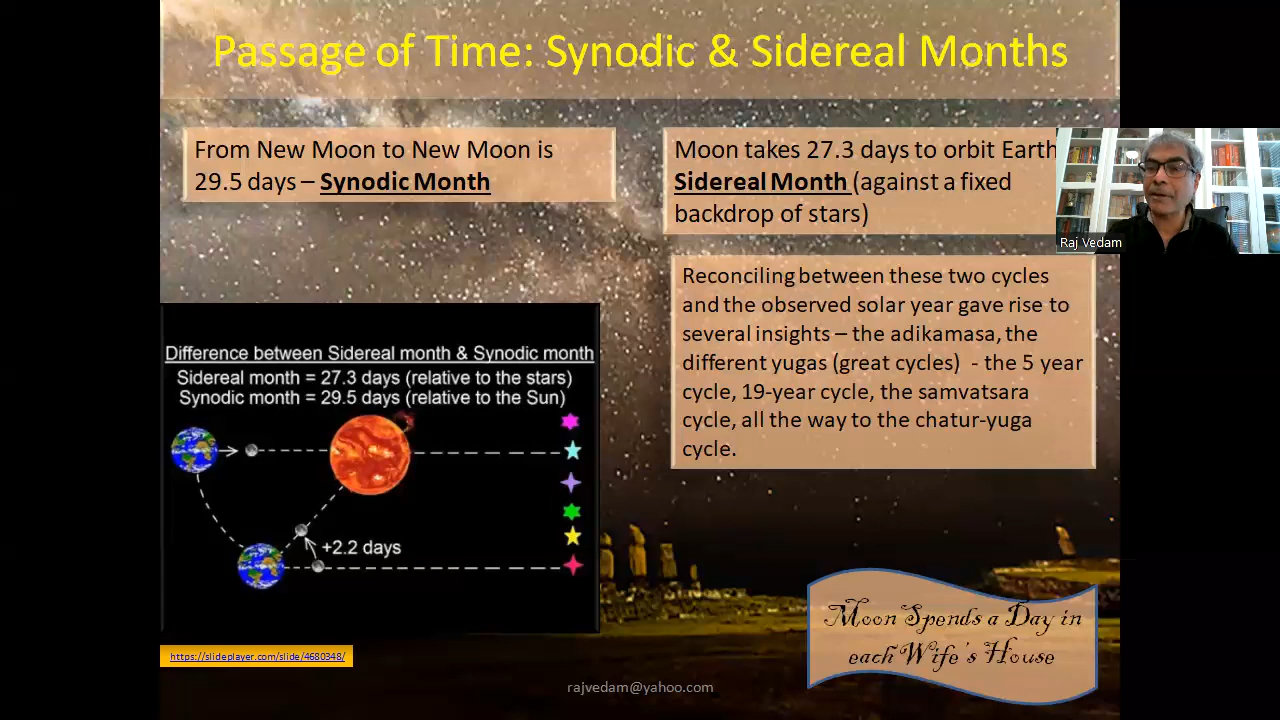 Passage of Time: Synodic & Sidereal Months
From New Moon to New Moon is
29.5 days – Synodic Month
Moon takes 27.3 days to orbit Earth
Sidereal Month (against a fixed
backdrop of stars)
Raj Vedam
Reconciling between these two cycles
and the observed solar year gave rise to
several insights – the adikamasa, the
different yugas (great cycles) - the 5 year
cycle, 19-year cycle, the samvatsara
cycle, all the way to the chatur-yuga
cycle.
Difference between Sidereal month & Synodic month
Sidereal month = 27.3 days (relative to the stars)
Synodic month = 29.5 days (relative to the Sun)
+2.2 days
Moon Spends a Day in
each Wife's House
https://slideplayer.com/slide/4680348/
rajvedam@yahoo.com